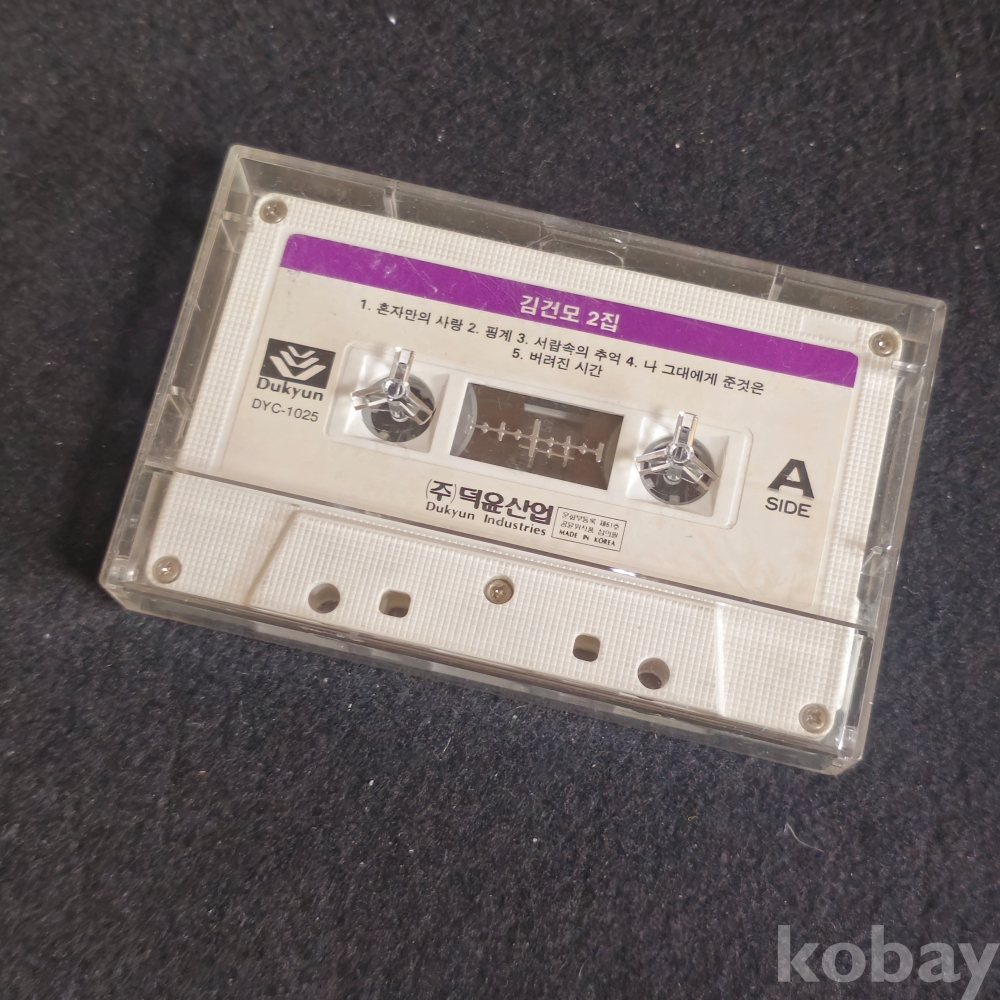 김건모 2집
1. 혼자만의 사랑 2. 핑계 3. 서랍속의 추억 4. 나 그대에게 준것은
5. 버려진 시간
Dukyun
DYC-1025
A
SIDE
(주)덕윤산업
Dukyun Industries
MADE IN KOREA
kobay